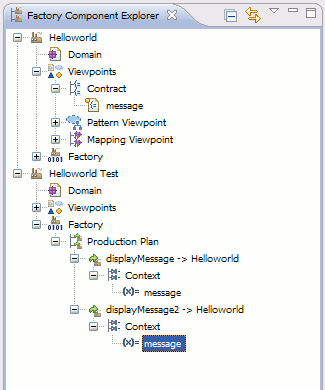 Factory Component Explorer
Helloworld
Domain
Viewpoints
Contract
message
Pattern Viewpoint
Mapping Viewpoint
Factory
Helloworld Test
Domain
Viewpoints
Factory
Production Plan
displayMessage -> Helloworld
Context
(x)= message
displayMessage2 -> Helloworld
Context
(x)= message